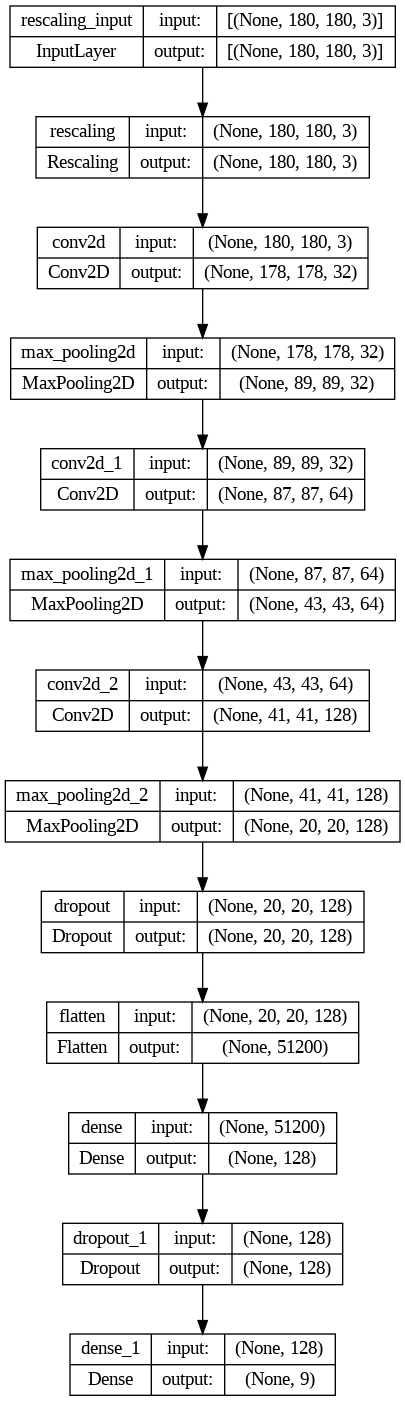 rescaling_input input: [(None, 180, 180, 3)]
InputLayer output: [(None, 180, 180, 3)]
rescaling input: (None, 180, 180, 3)
Rescaling output: (None, 180, 180, 3)
conv2d input: (None, 180, 180, 3)
Conv2D output: (None, 178, 178, 32)
max_pooling2d input: (None, 178, 178, 32)
MaxPooling2D output: (None, 89, 89, 32)
conv2d_1 input: (None, 89, 89, 32)
Conv2D output: (None, 87, 87, 64)
max_pooling2d_1 input: (None, 87, 87, 64)
MaxPooling2D output: (None, 43, 43, 64)
conv2d_2 input: (None, 43, 43, 64)
Conv2D output: (None, 41, 41, 128)
max_pooling2d_2 input: (None, 41, 41, 128)
MaxPooling2D output: (None, 20, 20, 128)
dropout input: (None, 20, 20, 128)
Dropout output: (None, 20, 20, 128)
flatten input: (None, 20, 20, 128)
Flatten output: (None, 51200)
dense input: (None, 51200)
Dense output: (None, 128)
dropout_1 input: (None, 128)
Dropout output: (None, 128)
dense_1 input: (None, 128)
Dense output: (None, 9)